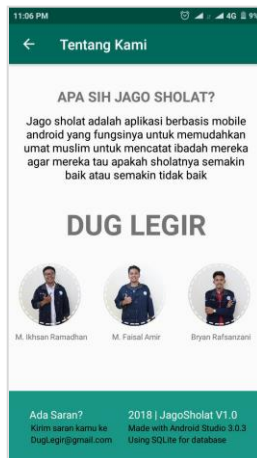 11:06 PM 4G 9%
Tentang Kami
APA SIH JAGO SHOLAT?
Jago sholat adalah aplikasi berbasis mobile
android yang fungsinya untuk memudahkan
umat muslim untuk mencatat ibadah mereka
agar mereka tau apakah sholatnya semakin
baik atau semakin tidak baik
DUG LEGIR
M. Ikhsan Ramadhan M. Faisal Amir Bryan Rafsanzani
Ada Saran?
Kirim saran kamu ke
DugLegir@gmail.com
2018 | JagoSholat V1.0
Made with Android Studio 3.0.3
Using SQLite for database